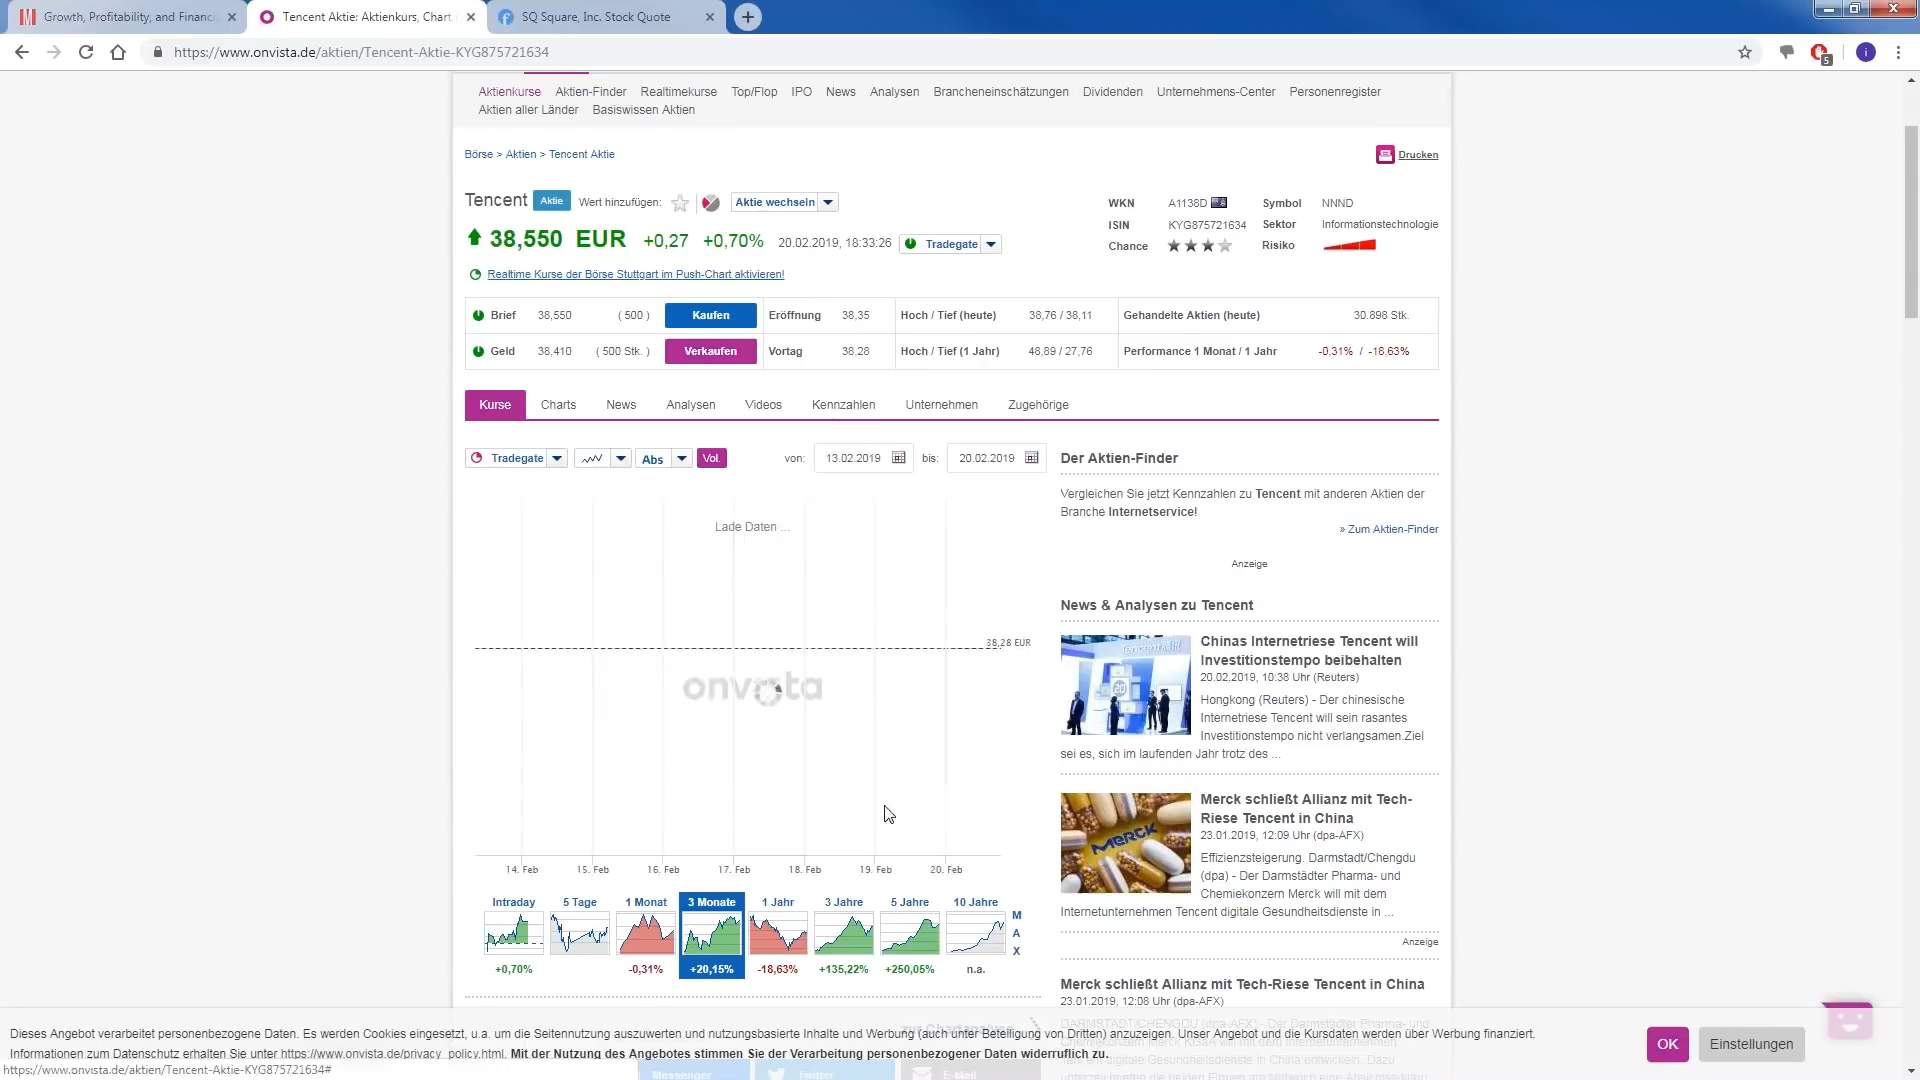 Growth, Profitability, and Financi
Tencent Aktie: Aktienkurs, Chart
SQ Square, Inc. Stock Quote
https://www.onvista.de/aktien/Tencent-Aktie-KYG875721634
5
i
Aktienkurse Aktien-Finder Realtimekurse Top/Flop IPO News Analysen Brancheneinschätzungen Dividenden Unternehmens-Center Personenregister
Aktien aller Länder Basiswissen Aktien
Börse > Aktien > Tencent Aktie
Drucken
Tencent Aktie Wert hinzufügen: Aktie wechseln
WKN A1138D Symbol NNND
ISIN KYG875721634 Sektor Informationstechnologie
Chance Risiko
38,550 EUR +0,27 +0,70% 20.02.2019, 18:33:26 Tradegate
Realtime Kurse der Börse Stuttgart im Push-Chart aktivieren!
Brief 38,550 ( 500 ) Kaufen Eröffnung 38,35 Hoch / Tief (heute) 38,76 / 38,11 Gehandelte Aktien (heute) 30.898 Stk.
Geld 38,410 ( 500 Stk. ) Verkaufen Vortag 38,28 Hoch / Tief (1 Jahr) 48,89 / 27,76 Performance 1 Monat / 1 Jahr -0,31% / -18,63%
Kurse Charts News Analysen Videos Kennzahlen Unternehmen Zugehörige
Tradegate Abs Vol. von: 13.02.2019 bis: 20.02.2019
Lade Daten ...
38,28 EUR
onvista
14. Feb 15. Feb 16. Feb 17. Feb 18. Feb 19. Feb 20. Feb
Intraday 5 Tage 1 Monat 3 Monate 1 Jahr 3 Jahre 5 Jahre 10 Jahre
M
A
X
+0,70% -0,31% +20,15% -18,63% +135,22% +250,05% n.a.
Der Aktien-Finder
Vergleichen Sie jetzt Kennzahlen zu Tencent mit anderen Aktien der
Branche Internetservice!
» Zum Aktien-Finder
Anzeige
News & Analysen zu Tencent
Chinas Internetriese Tencent will
Investitionstempo beibehalten
20.02.2019, 10:38 Uhr (Reuters)
Hongkong (Reuters) - Der chinesische
Internetriese Tencent will sein rasantes
Investitionstempo nicht verlangsamen.Ziel
sei es, sich im laufenden Jahr trotz des ...
MERCK
Merck schließt Allianz mit Tech-
Riese Tencent in China
23.01.2019, 12:09 Uhr (dpa-AFX)
Effizienzsteigerung. Darmstadt/Chengdu
(dpa) - Der Darmstädter Pharma- und
Chemiekonzern Merck will mit dem
Internetunternehmen Tencent digitale Gesundheitsdienste in ...
Anzeige
Merck schließt Allianz mit Tech-Riese Tencent in China
23.01.2019, 12:08 Uhr (dpa-AFX)
Dieses Angebot verarbeitet personenbezogene Daten. Es werden Cookies eingesetzt, u.a. um die Seitennutzung auszuwerten und nutzungsbasierte Inhalte und Werbung (auch unter Beteiligung von Dritten) anzuzeigen. Unser Angebot und die Kursdaten werden über Werbung finanziert.
Informationen zum Datenschutz erhalten Sie unter https://www.onvista.de/privacy_policy.html. Mit der Nutzung des Angebotes stimmen Sie der Verarbeitung personenbezogener Daten widerruflich zu.
OK Einstellungen
https://www.onvista.de/aktien/Tencent-Aktie-KYG875721634#
Messenger Twitter E-Mail